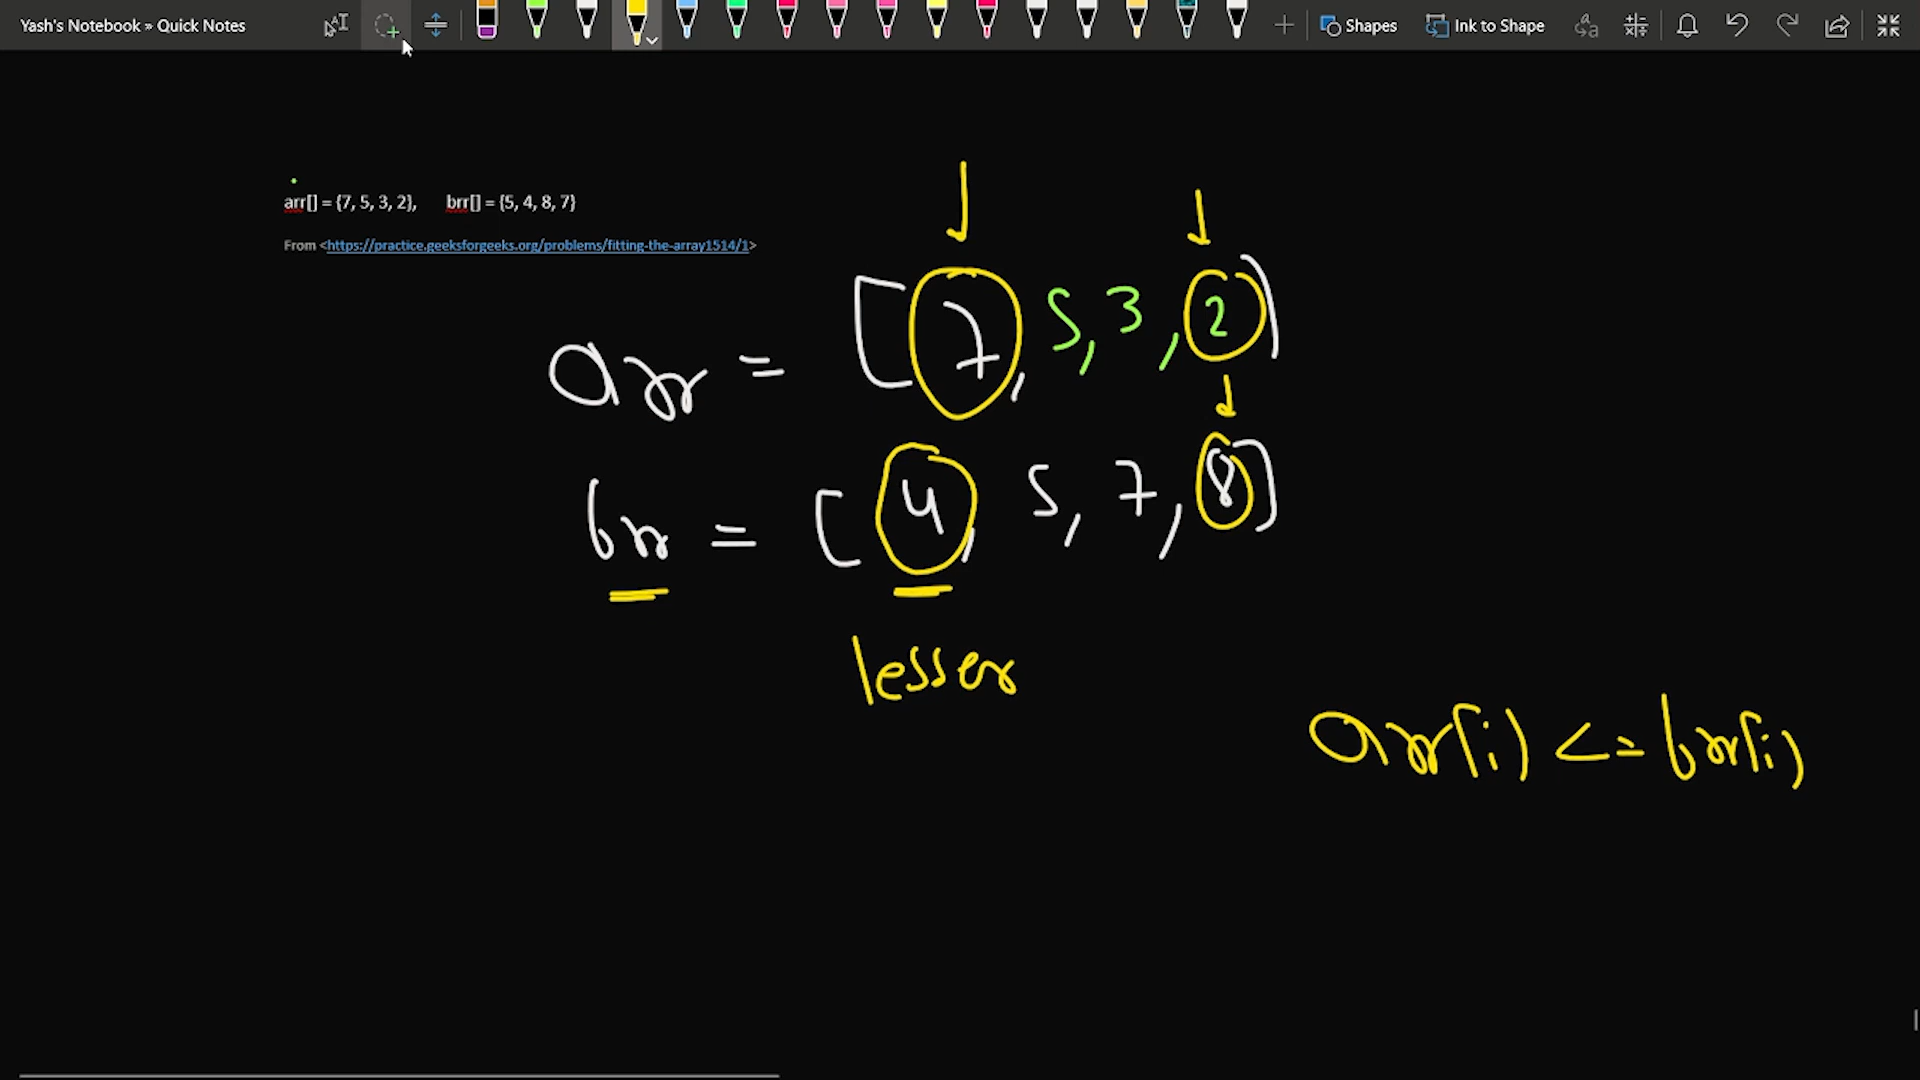 Yash's Notebook » Quick Notes
Shapes
Ink to Shape
arr[] = {7, 5, 3, 2}, brr[] = {5, 4, 8, 7}
From <https://practice.geeksforgeeks.org/problems/fitting-the-array1514/1>
arr = [7, 5, 3, 2]
brr = [4, 5, 7, 8]
lesser
arr[i] <= brr[i]